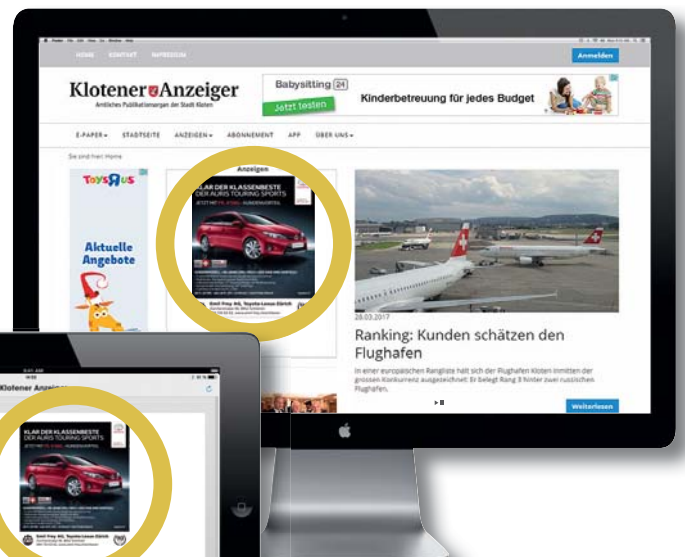 HOME KONTAKT IMPRESSUM
Anmelden
Klotener Anzeiger
Amtliches Publikationsorgan der Stadt Kloten
Babysitting 24
Jetzt testen
Kinderbetreuung für jedes Budget
E-PAPER STADTSEITE ANZEIGEN ABONNEMENT APP ÜBER UNS
Sie sind hier: Home
Toys R us
Aktuelle
Angebote
Anzeigen
KLAR DER KLASSENBESTE
DER AURIS TOURING SPORTS
Emil Frey AG, Toyota-Lexus Zürich
28.03.2017
Ranking: Kunden schätzen den
Flughafen
In einer europäischen Rangliste hält sich der Flughafen Kloten inmitten der
grossen Konkurrenz ausgezeichnet: Er belegt Rang 3 hinter zwei russischen
Flughäfen.
Weiterlesen
Klotener
KLAR DER KLASSENBESTE
DER AURIS TOURING SPORTS
Emil Frey AG, Toyota-Lexus Zürich